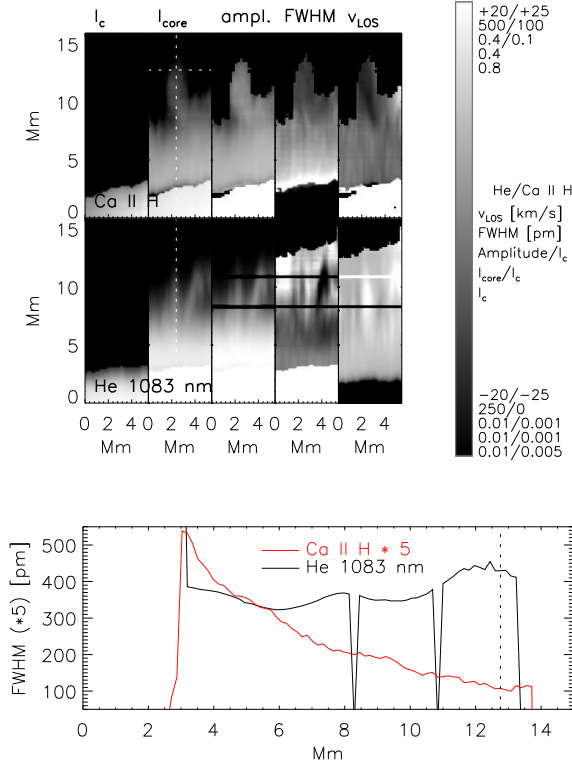 I_c I_core ampl. FWHM v_LOS
15
10
5
0
Mm
Ca II H
15
10
5
0
Mm
He 1083 nm
0 2 4 0 2 4 0 2 4 0 2 4 0 2 4
Mm Mm Mm Mm Mm
+20/+25
500/100
0.4/0.1
0.4
0.8
He/Ca II H
v_LOS [km/s]
FWHM [pm]
Amplitude/I_c
I_core/I_c
I_c
−20/−25
250/0
0.01/0.001
0.01/0.001
0.01/0.005
500
400
300
200
100
FWHM (*5) [pm]
Ca II H * 5
He 1083 nm
0 2 4 6 8 10 12 14
Mm